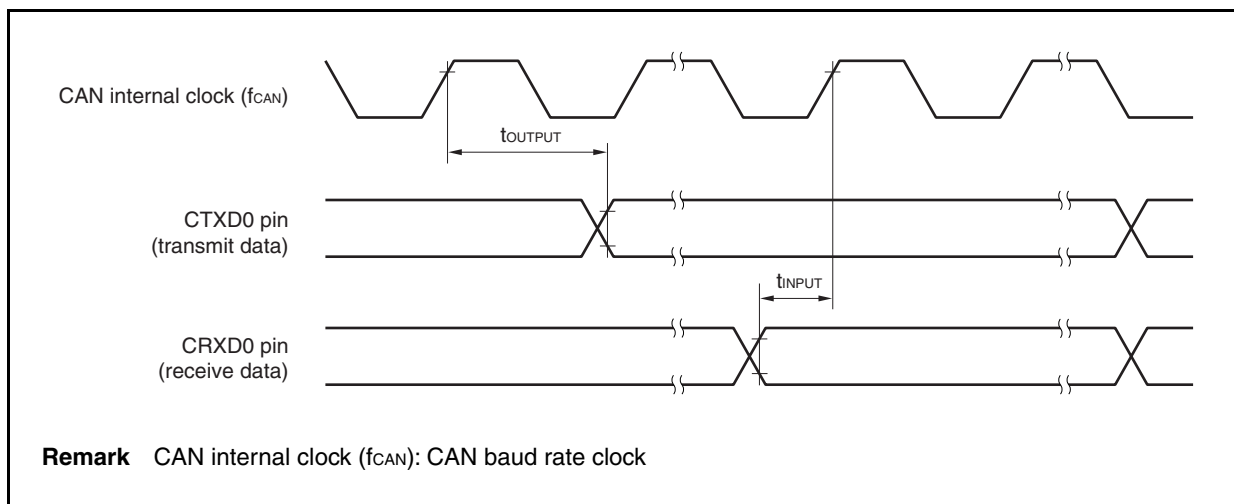 CAN internal clock (fCAN)
tOUTPUT
CTXD0 pin
(transmit data)
tINPUT
CRXD0 pin
(receive data)
Remark CAN internal clock (fCAN): CAN baud rate clock